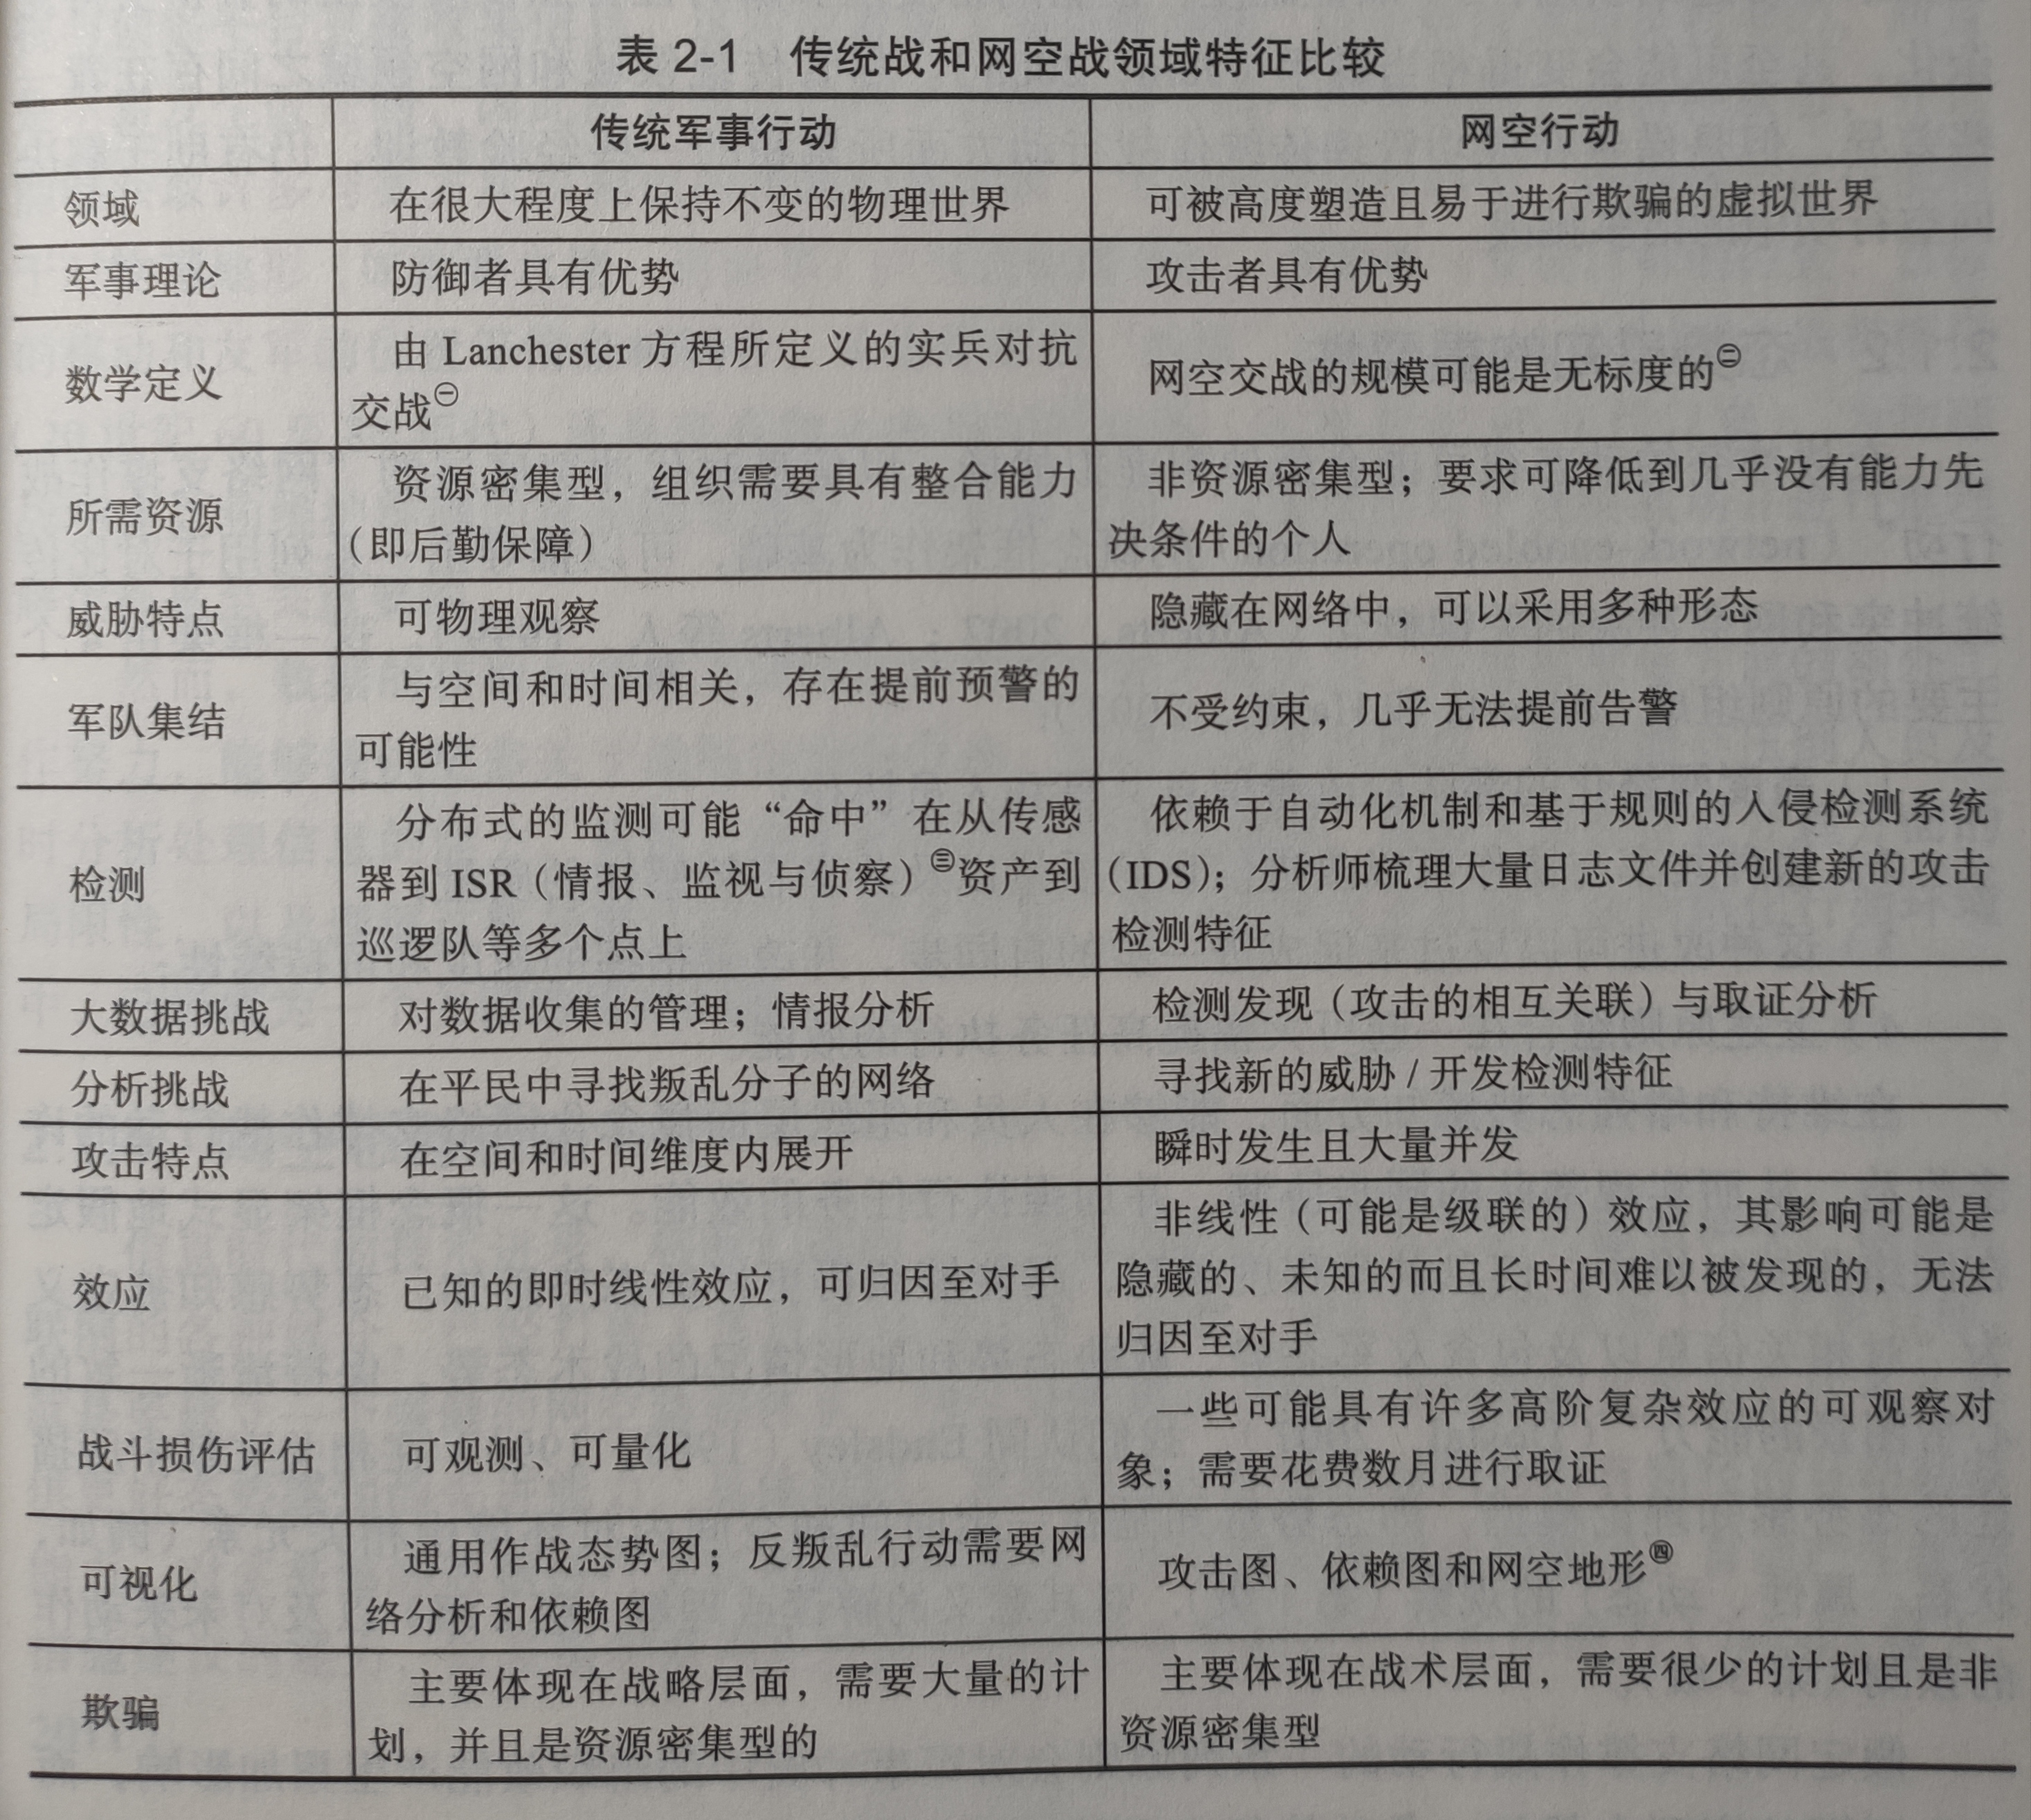 表 2-1 传统战和网空战领域特征比较
传统军事行动
网空行动
领域
在很大程度上保持不变的物理世界
可被高度塑造且易于进行欺骗的虚拟世界
军事理论
防御者具有优势
攻击者具有优势
数学定义
由 Lanchester 方程所定义的实兵对抗
交战㊀
网空交战的规模可能是无标度的㊁
所需资源
资源密集型，组织需要具有整合能力
（即后勤保障）
非资源密集型；要求可降低到几乎没有能力先
决条件的个人
威胁特点
可物理观察
隐藏在网络中，可以采用多种形态
军队集结
与空间和时间相关，存在提前预警的
可能性
不受约束，几乎无法提前告警
检测
分布式的监测可能“命中”在从传感
器到 ISR（情报、监视与侦察）㊂资产到
巡逻队等多个点上
依赖于自动化机制和基于规则的入侵检测系统
（IDS）；分析师梳理大量日志文件并创建新的攻击
检测特征
大数据挑战
对数据收集的管理；情报分析
检测发现（攻击的相互关联）与取证分析
分析挑战
在平民中寻找叛乱分子的网络
寻找新的威胁 / 开发检测特征
攻击特点
在空间和时间维度内展开
瞬时发生且大量并发
效应
已知的即时线性效应，可归因至对手
非线性（可能是级联的）效应，其影响可能是
隐藏的、未知的而且长时间难以被发现的，无法
归因至对手
战斗损伤评估
可观测、可量化
一些可能具有许多高阶复杂效应的可观察对
象；需要花费数月进行取证
可视化
通用作战态势图；反叛乱行动需要网
络分析和依赖图
攻击图、依赖图和网空地形㊃
欺骗
主要体现在战略层面，需要大量的计
划，并且是资源密集型的
主要体现在战术层面，需要很少的计划且是非
资源密集型